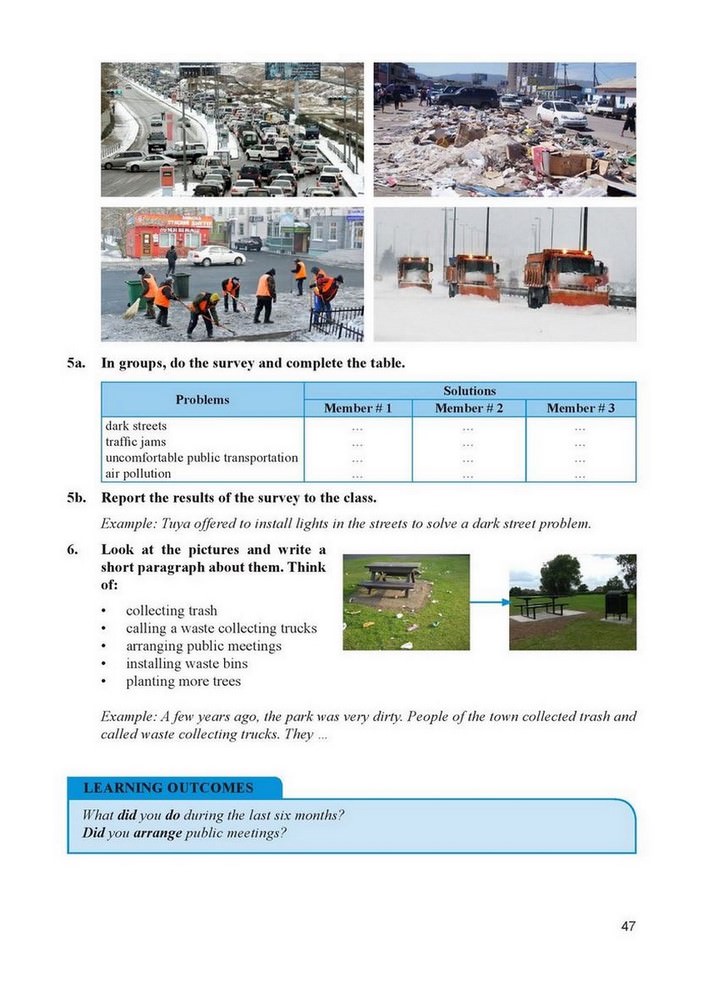 5a. In groups, do the survey and complete the table.
Problems
Solutions
Member # 1 Member # 2 Member # 3
dark streets ... ... ...
traffic jams ... ... ...
uncomfortable public transportation ... ... ...
air pollution ... ... ...
5b. Report the results of the survey to the class.
Example: Tuya offered to install lights in the streets to solve a dark street problem.
6. Look at the pictures and write a
short paragraph about them. Think
of:
• collecting trash
• calling a waste collecting trucks
• arranging public meetings
• installing waste bins
• planting more trees
Example: A few years ago, the park was very dirty. People of the town collected trash and
called waste collecting trucks. They ...
LEARNING OUTCOMES
What did you do during the last six months?
Did you arrange public meetings?
47